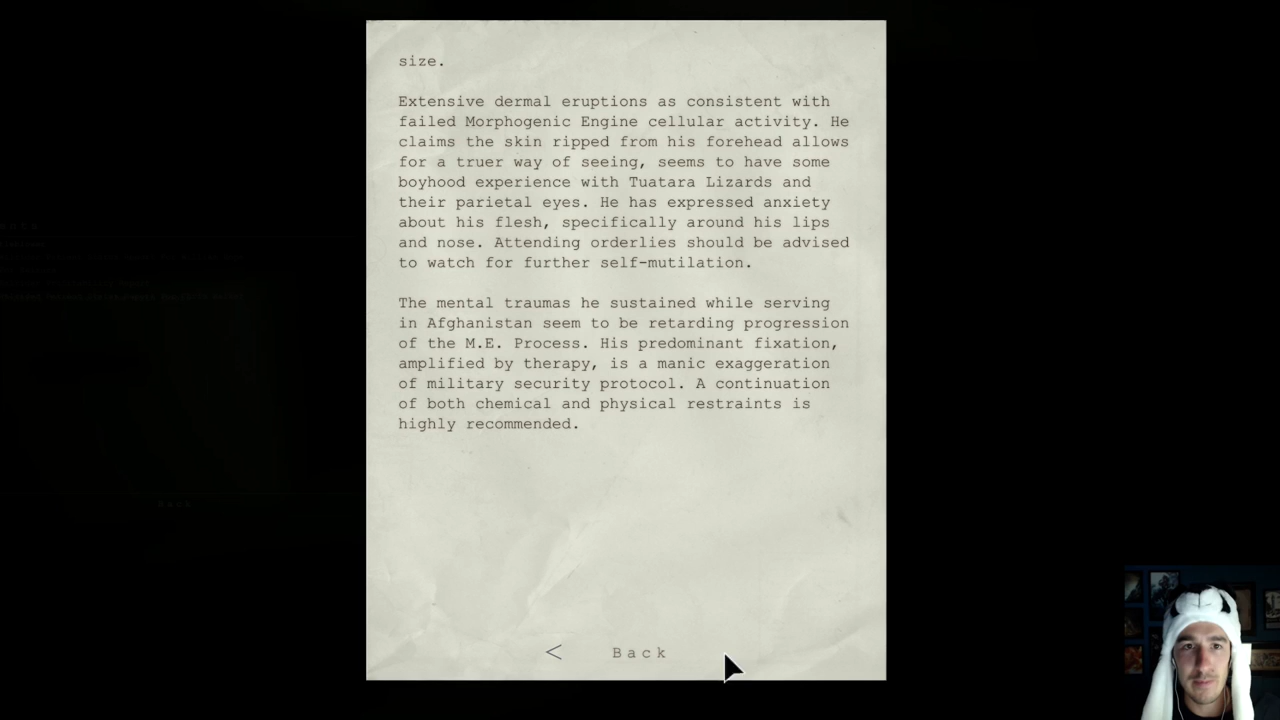 size.
Extensive dermal eruptions as consistent with
failed Morphogenic Engine cellular activity. He
claims the skin ripped from his forehead allows
for a truer way of seeing, seems to have some
boyhood experience with Tuatara Lizards and
their parietal eyes. He has expressed anxiety
about his flesh, specifically around his lips
and nose. Attending orderlies should be advised
to watch for further self-mutilation.
The mental traumas he sustained while serving
in Afghanistan seem to be retarding progression
of the M.E. Process. His predominant fixation,
amplified by therapy, is a manic exaggeration
of military security protocol. A continuation
of both chemical and physical restraints is
highly recommended.
< Back
Back